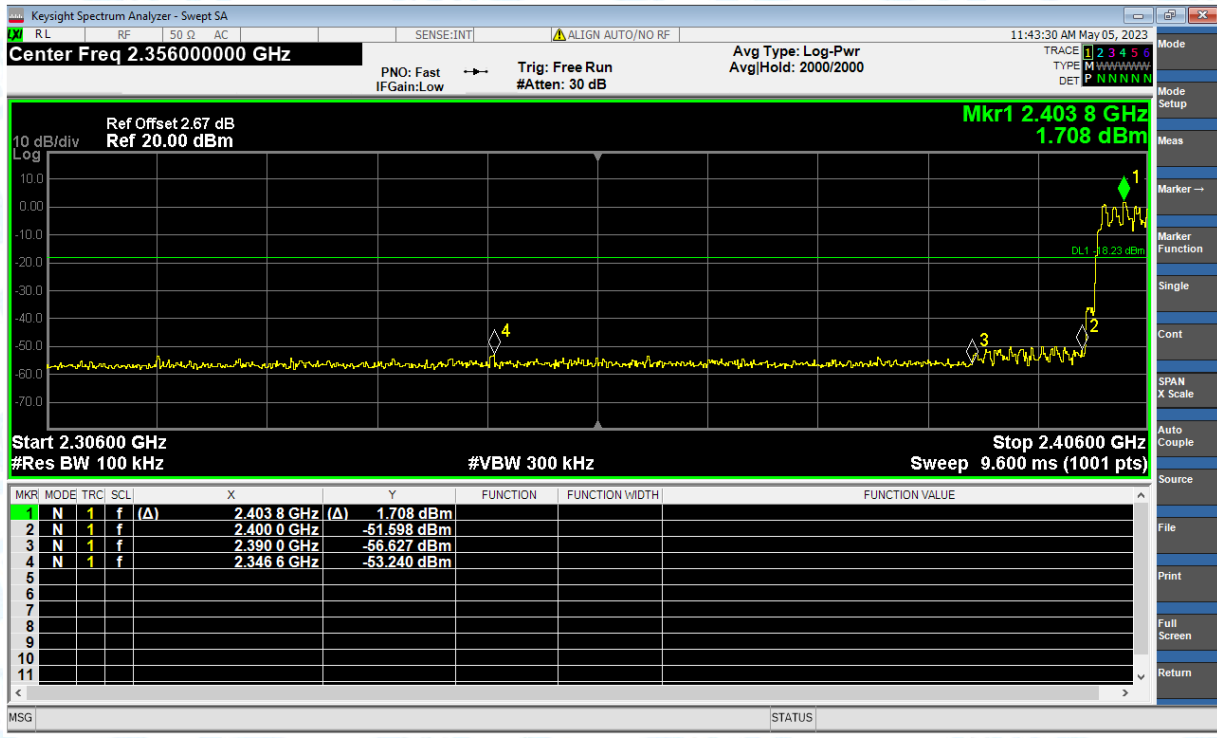 Keysight Spectrum Analyzer - Swept SA
LXI RL RF 50 Ω AC SENSE:INT ALIGN AUTO/NO RF 11:43:30 AM May 05, 2023
Center Freq 2.356000000 GHz
PNO: Fast
IFGain:Low
Trig: Free Run
#Atten: 30 dB
Avg Type: Log-Pwr
Avg|Hold: 2000/2000
TRACE 1 2 3 4 5 6
TYPE M WWWWW
DET P N N N N N
Mkr1 2.403 8 GHz
1.708 dBm
Ref Offset 2.67 dB
10 dB/div Ref 20.00 dBm
Log
10.0
0.00
-10.0
-20.0
-30.0
-40.0
-50.0
-60.0
-70.0
1
DL1 -18.23 dBm
2
3
4
Start 2.30600 GHz Stop 2.40600 GHz
#Res BW 100 kHz #VBW 300 kHz Sweep 9.600 ms (1001 pts)
MKR MODE TRC SCL X Y FUNCTION FUNCTION WIDTH FUNCTION VALUE
1 N 1 f (Δ) 2.403 8 GHz (Δ) 1.708 dBm
2 N 1 f 2.400 0 GHz -51.598 dBm
3 N 1 f 2.390 0 GHz -56.627 dBm
4 N 1 f 2.346 6 GHz -53.240 dBm
5
6
7
8
9
10
11
MSG STATUS
Mode
Mode
Setup
Meas
Marker →
Marker
Function
Single
Cont
SPAN
X Scale
Auto
Couple
Source
File
Print
Full
Screen
Return